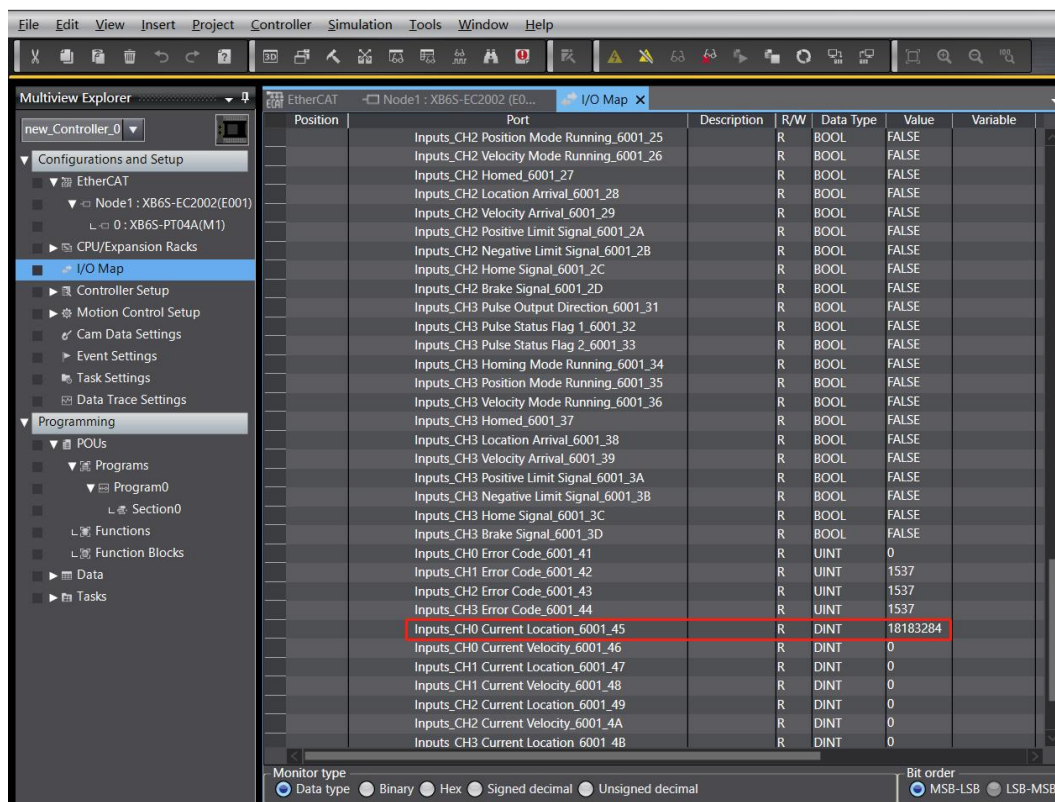 File Edit View Insert Project Controller Simulation Tools Window Help
Multiview Explorer
new_Controller_0
Configurations and Setup
EtherCAT
Node1 : XB6S-EC2002(E001)
0 : XB6S-PT04A(M1)
CPU/Expansion Racks
I/O Map
Controller Setup
Motion Control Setup
Cam Data Settings
Event Settings
Task Settings
Data Trace Settings
Programming
POUs
Programs
Program0
Section0
Functions
Function Blocks
Data
Tasks
EtherCAT Node1 : XB6S-EC2002 (E0... I/O Map
Position Port Description R/W Data Type Value Variable
Inputs_CH2 Position Mode Running_6001_25 R BOOL FALSE
Inputs_CH2 Velocity Mode Running_6001_26 R BOOL FALSE
Inputs_CH2 Homed_6001_27 R BOOL FALSE
Inputs_CH2 Location Arrival_6001_28 R BOOL FALSE
Inputs_CH2 Velocity Arrival_6001_29 R BOOL FALSE
Inputs_CH2 Positive Limit Signal_6001_2A R BOOL FALSE
Inputs_CH2 Negative Limit Signal_6001_2B R BOOL FALSE
Inputs_CH2 Home Signal_6001_2C R BOOL FALSE
Inputs_CH2 Brake Signal_6001_2D R BOOL FALSE
Inputs_CH3 Pulse Output Direction_6001_31 R BOOL FALSE
Inputs_CH3 Pulse Status Flag 1_6001_32 R BOOL FALSE
Inputs_CH3 Pulse Status Flag 2_6001_33 R BOOL FALSE
Inputs_CH3 Homing Mode Running_6001_34 R BOOL FALSE
Inputs_CH3 Position Mode Running_6001_35 R BOOL FALSE
Inputs_CH3 Velocity Mode Running_6001_36 R BOOL FALSE
Inputs_CH3 Homed_6001_37 R BOOL FALSE
Inputs_CH3 Location Arrival_6001_38 R BOOL FALSE
Inputs_CH3 Velocity Arrival_6001_39 R BOOL FALSE
Inputs_CH3 Positive Limit Signal_6001_3A R BOOL FALSE
Inputs_CH3 Negative Limit Signal_6001_3B R BOOL FALSE
Inputs_CH3 Home Signal_6001_3C R BOOL FALSE
Inputs_CH3 Brake Signal_6001_3D R BOOL FALSE
Inputs_CH0 Error Code_6001_41 R UINT 0
Inputs_CH1 Error Code_6001_42 R UINT 1537
Inputs_CH2 Error Code_6001_43 R UINT 1537
Inputs_CH3 Error Code_6001_44 R UINT 1537
Inputs_CH0 Current Location_6001_45 R DINT 18183284
Inputs_CH0 Current Velocity_6001_46 R DINT 0
Inputs_CH1 Current Location_6001_47 R DINT 0
Inputs_CH1 Current Velocity_6001_48 R DINT 0
Inputs_CH2 Current Location_6001_49 R DINT 0
Inputs_CH2 Current Velocity_6001_4A R DINT 0
Inputs CH3 Current Location 6001 4B R DINT 0
Monitor type Bit order
Data type Binary Hex Signed decimal Unsigned decimal MSB-LSB LSB-MSB